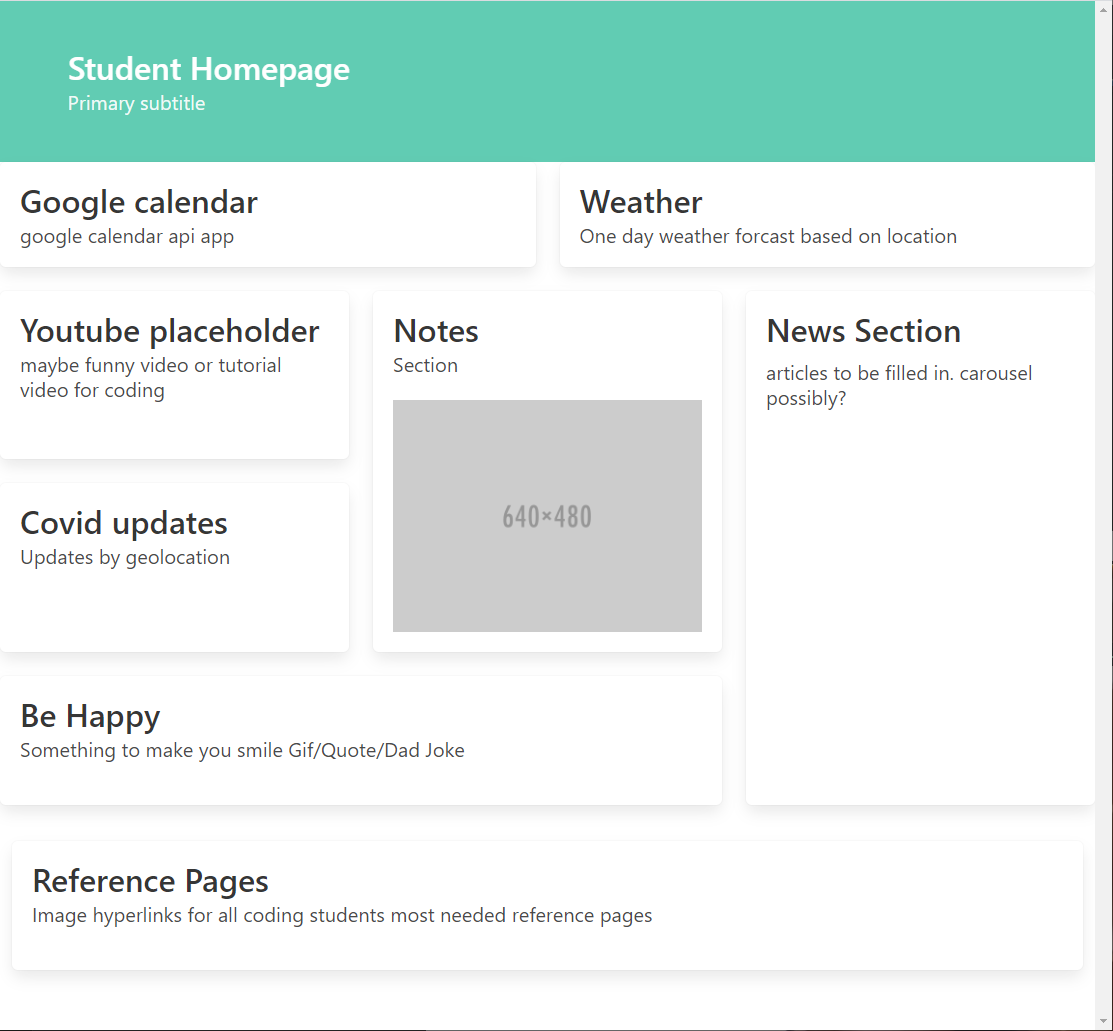 Student Homepage
Primary subtitle
Google calendar
google calendar api app
Weather
One day weather forcast based on location
Youtube placeholder
maybe funny video or tutorial
video for coding
Notes
Section
640×480
News Section
articles to be filled in. carousel
possibly?
Covid updates
Updates by geolocation
Be Happy
Something to make you smile Gif/Quote/Dad Joke
Reference Pages
Image hyperlinks for all coding students most needed reference pages